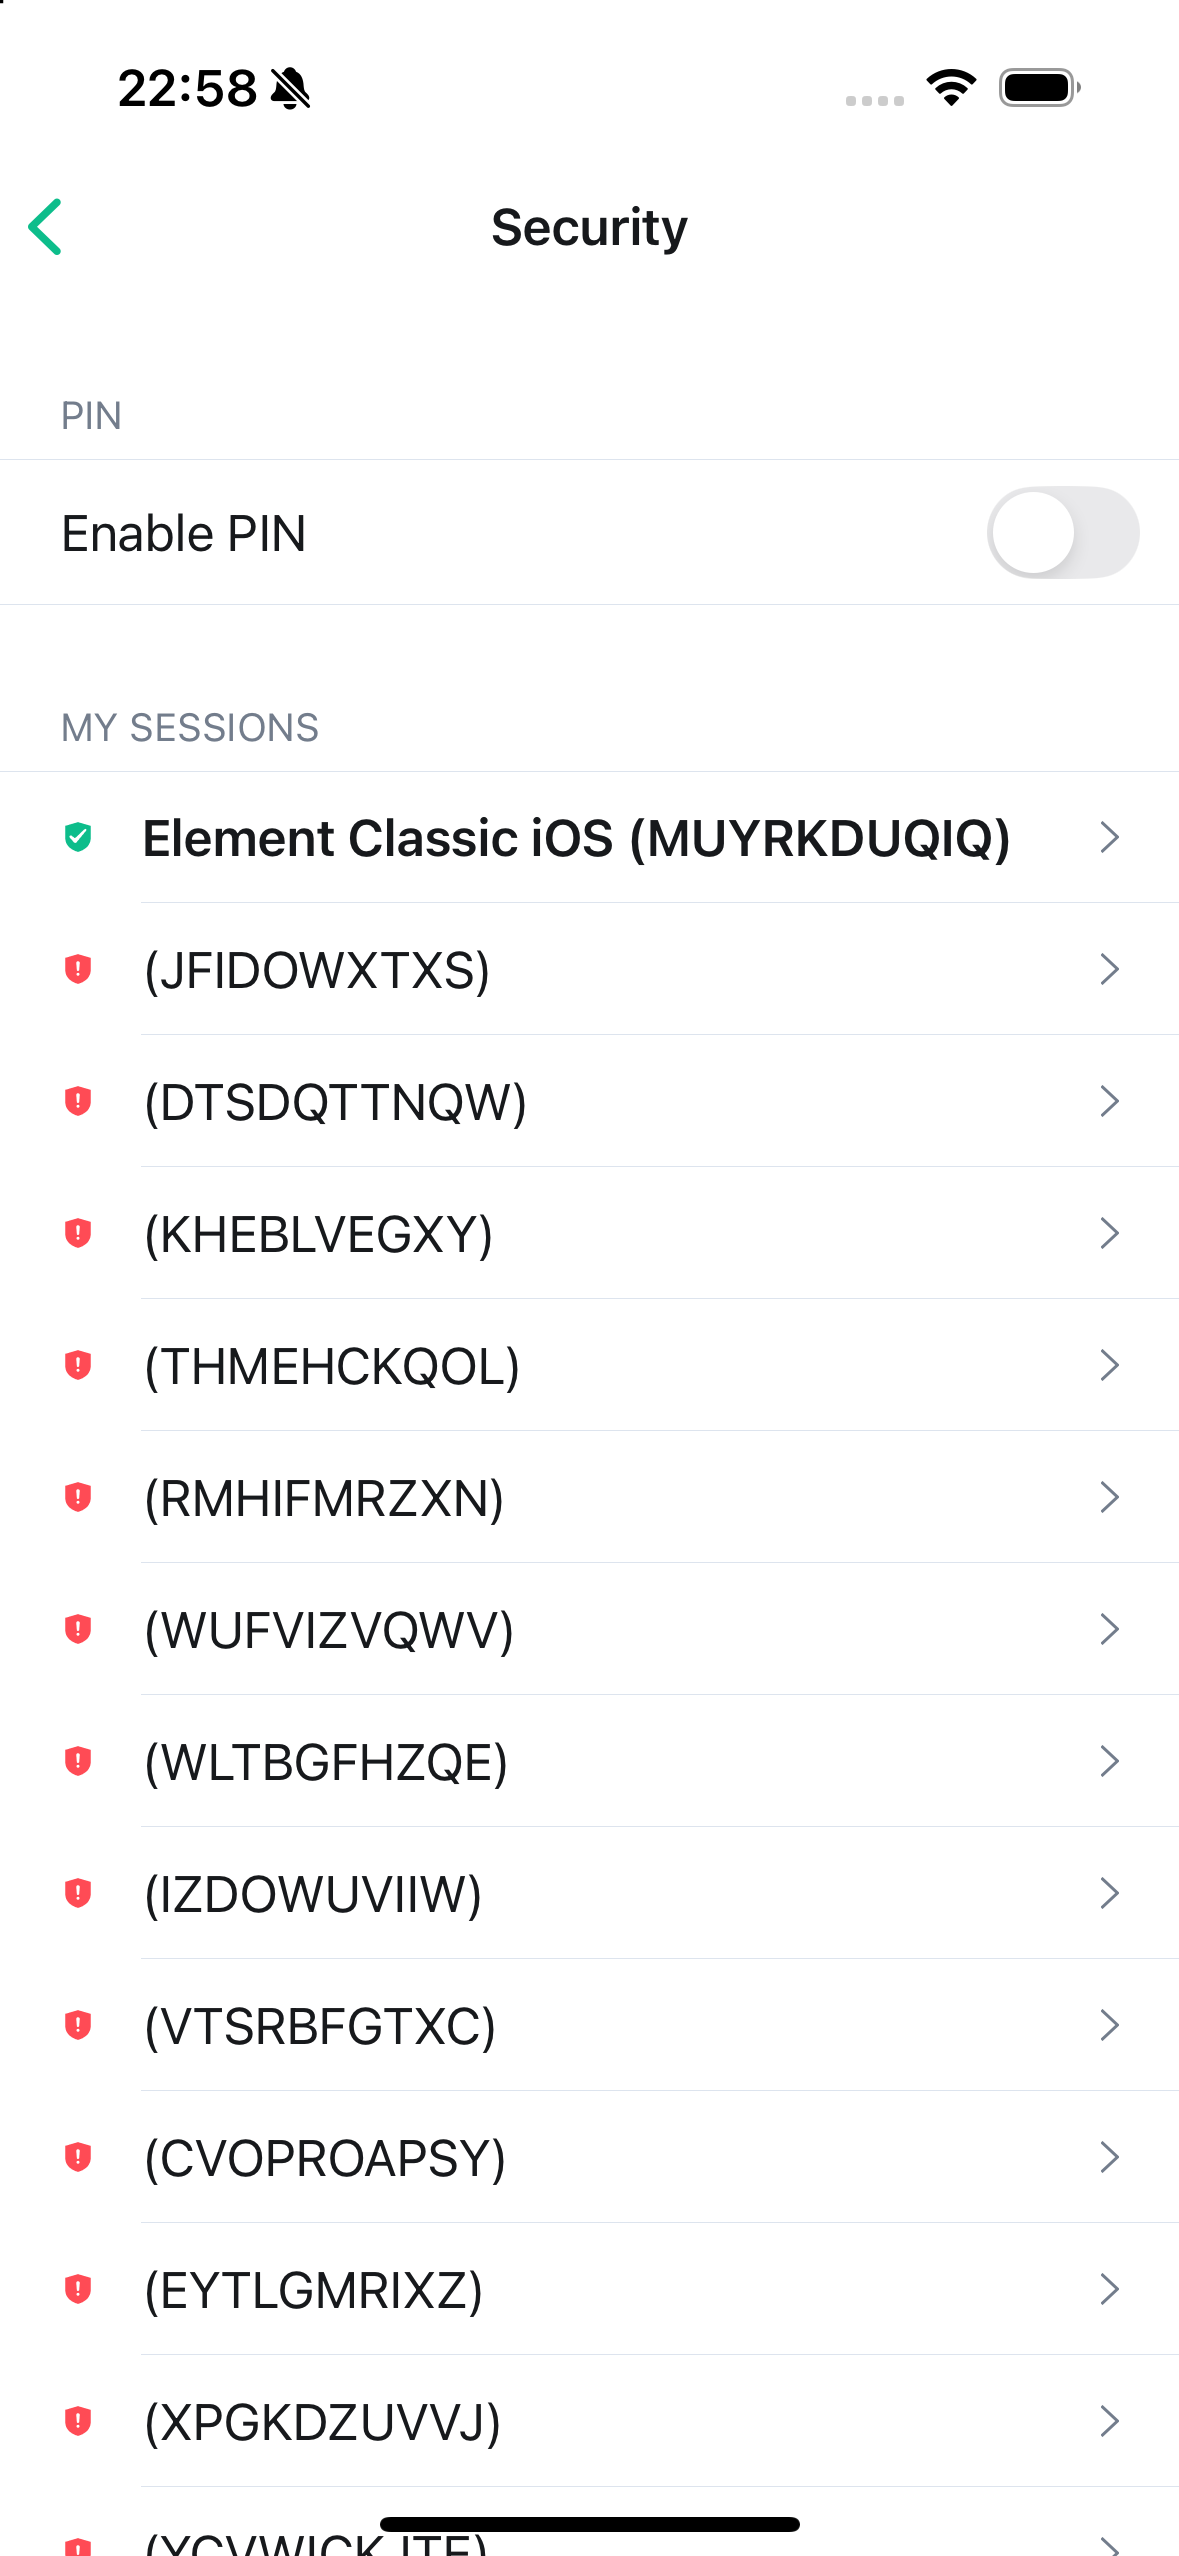 22:58
Security
PIN
Enable PIN
MY SESSIONS
Element Classic iOS (MUYRKDUQIQ)
(JFIDOWXTXS)
(DTSDQTTNQW)
(KHEBLVEGXY)
(THMEHCKQOL)
(RMHIFMRZXN)
(WUFVIZVQWV)
(WLTBGFHZQE)
(IZDOWUVIIW)
(VTSRBFGTXC)
(CVOPROAPSY)
(EYTLGMRIXZ)
(XPGKDZUVVJ)